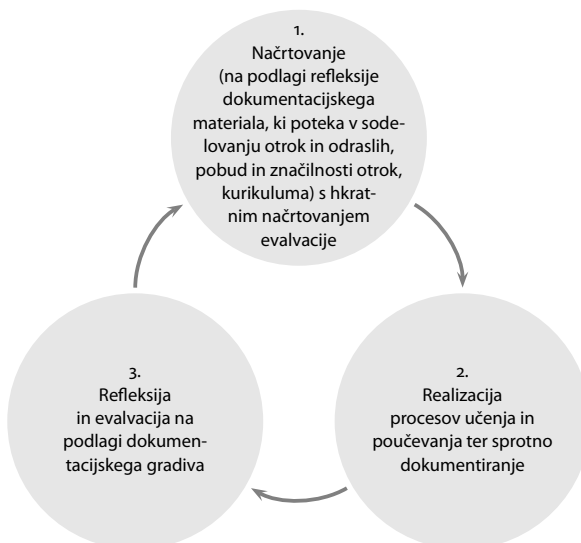 1.
Načrtovanje
(na podlagi refleksije
dokumentacijskega
materiala, ki poteka v sode-
lovanju otrok in odraslih,
pobud in značilnosti otrok,
kurikuluma) s hkrat-
nim načrtovanjem
evalvacije
2.
Realizacija
procesov učenja in
poučevanja ter sprotno
dokumentiranje
3.
Refleksija
in evalvacija na
podlagi dokumen-
tacijskega gradiva